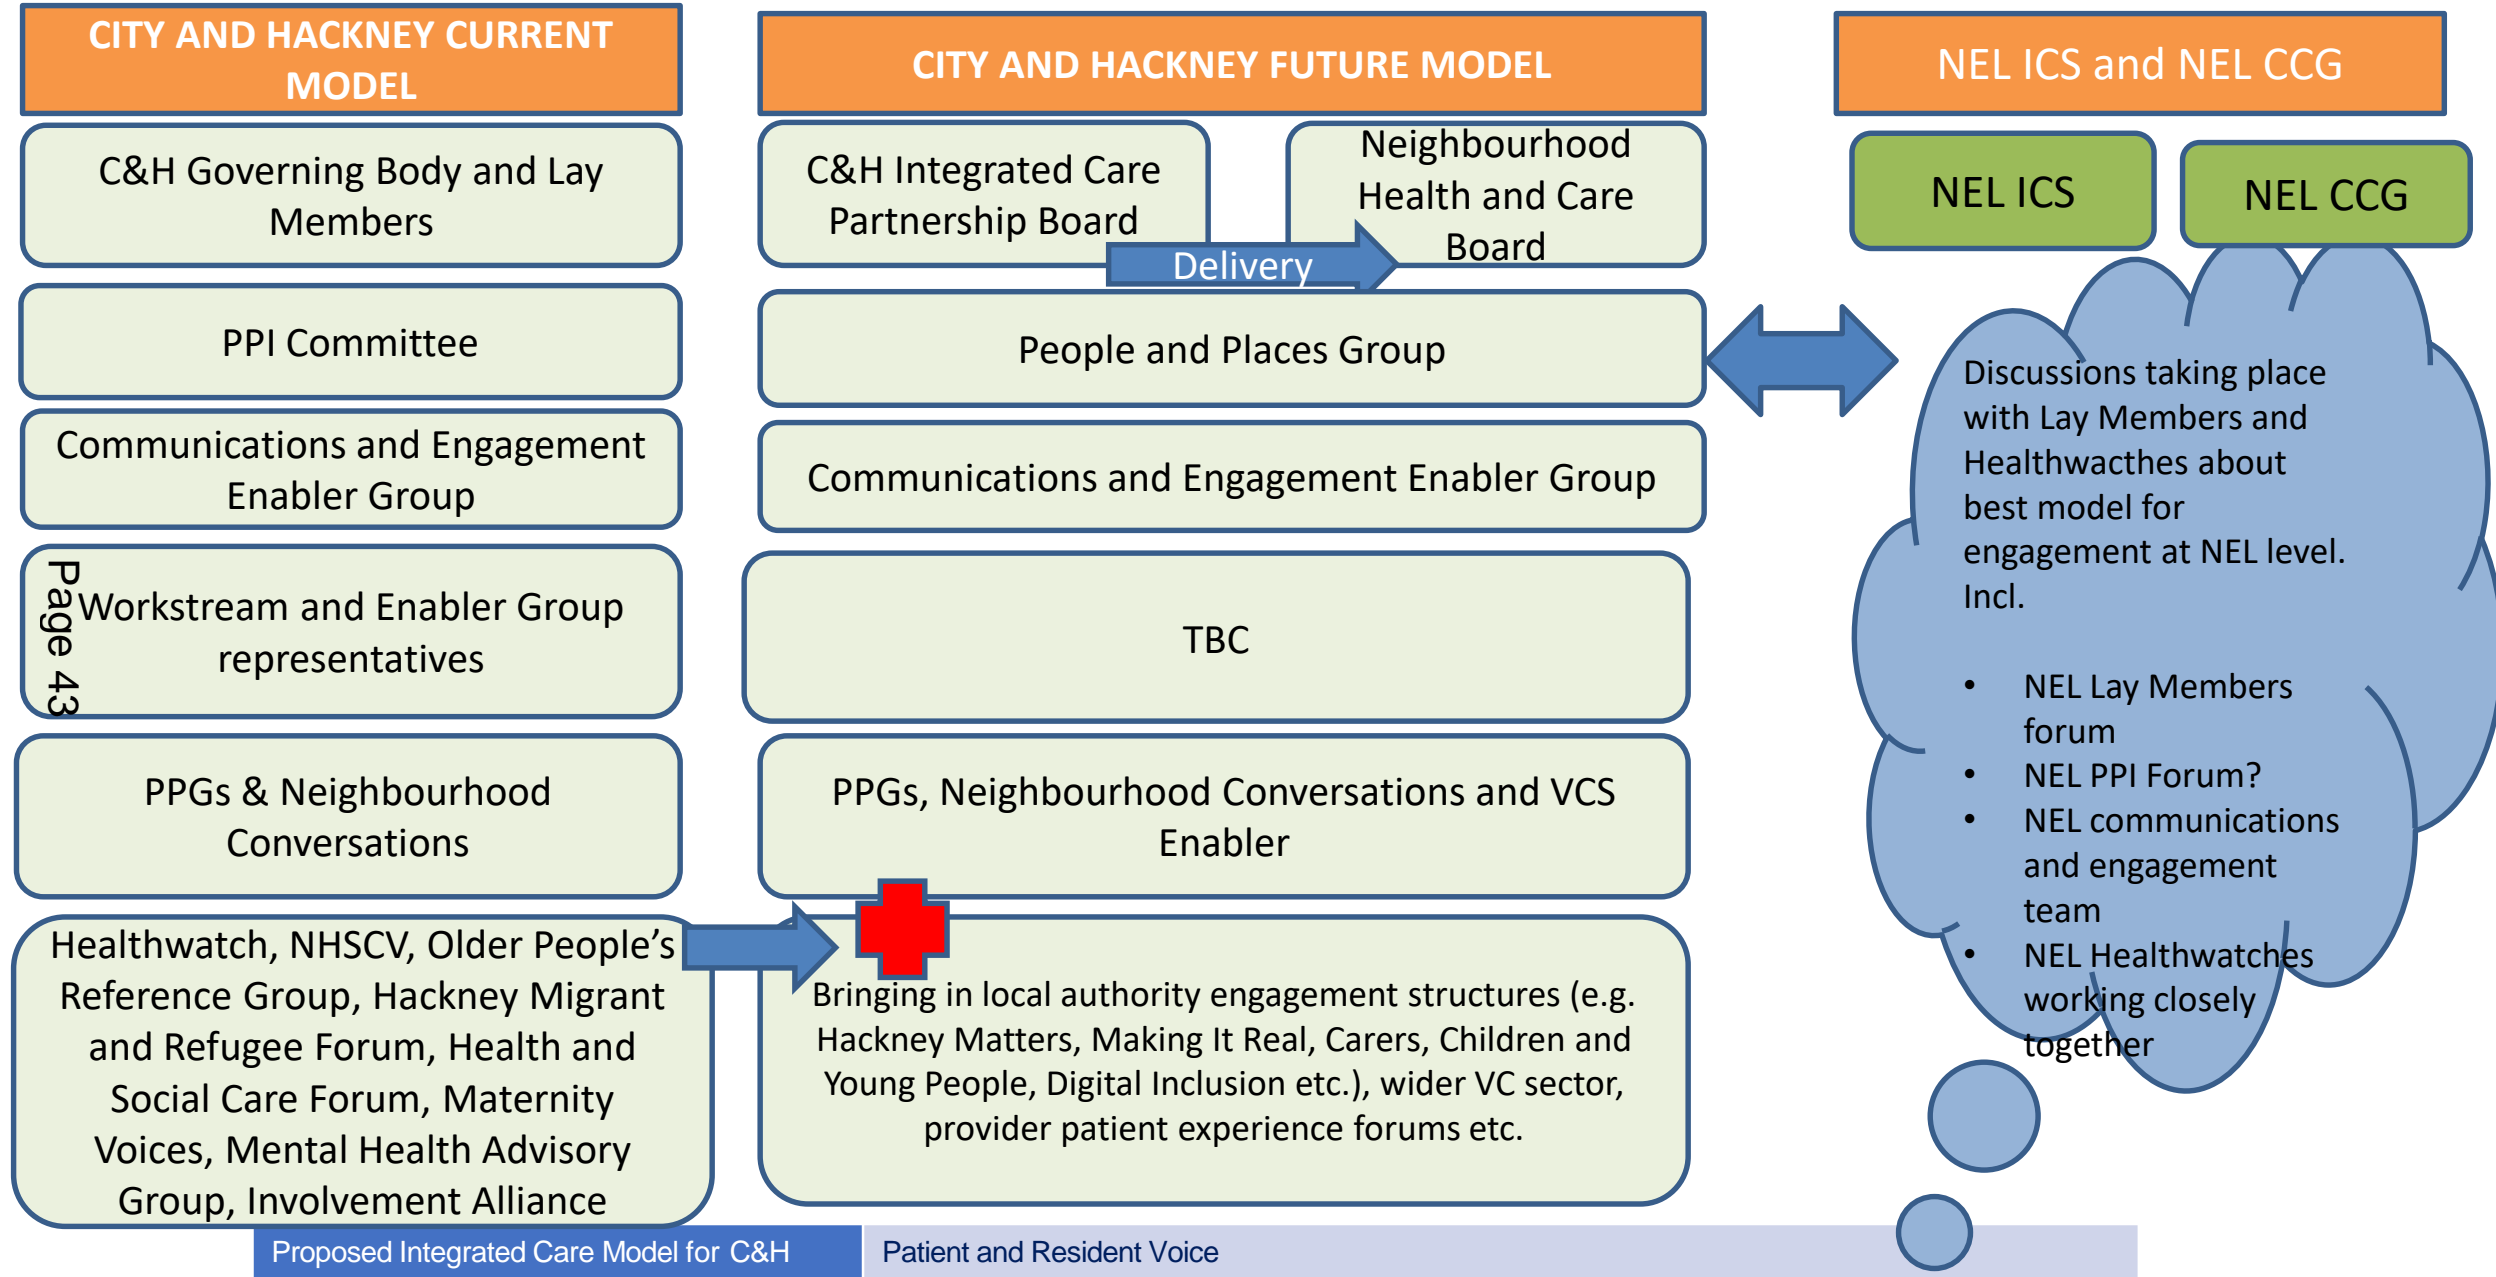 CITY AND HACKNEY CURRENT
MODEL
C&H Governing Body and Lay
Members
PPI Committee
Communications and Engagement
Enabler Group
Workstream and Enabler Group
representatives
Page 43
PPGs & Neighbourhood
Conversations
Healthwatch, NHSCV, Older People’s
Reference Group, Hackney Migrant
and Refugee Forum, Health and
Social Care Forum, Maternity
Voices, Mental Health Advisory
Group, Involvement Alliance
CITY AND HACKNEY FUTURE MODEL
C&H Integrated Care
Partnership Board
Neighbourhood
Health and Care
Board
Delivery
People and Places Group
Communications and Engagement Enabler Group
TBC
PPGs, Neighbourhood Conversations and VCS
Enabler
Bringing in local authority engagement structures (e.g.
Hackney Matters, Making It Real, Carers, Children and
Young People, Digital Inclusion etc.), wider VC sector,
provider patient experience forums etc.
NEL ICS and NEL CCG
NEL ICS
NEL CCG
Discussions taking place
with Lay Members and
Healthwacthes about
best model for
engagement at NEL level.
Incl.
• NEL Lay Members
forum
• NEL PPI Forum?
• NEL communications
and engagement
team
• NEL Healthwatches
working closely
together
Proposed Integrated Care Model for C&H
Patient and Resident Voice